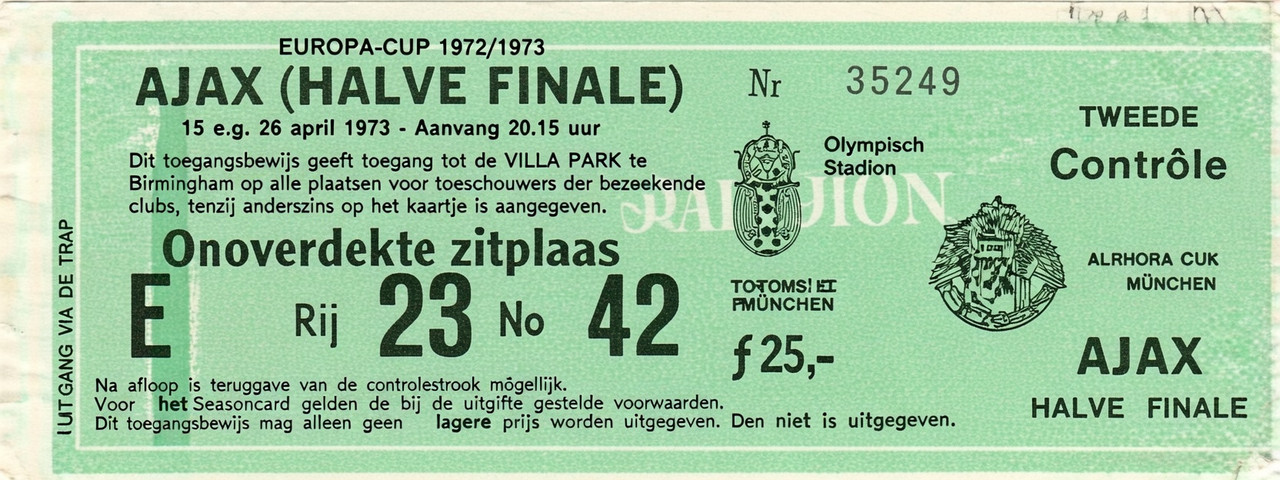 EUROPA-CUP 1972/1973
AJAX (HALVE FINALE)
15 e.g. 26 april 1973 - Aanvang 20.15 uur
Dit toegangsbewijs geeft toegang tot de VILLA PARK te
Birmingham op alle plaatsen voor toeschouwers der bezeekende
clubs, tenzij anderszins op het kaartje is aangegeven.
Onoverdekte zitplaas
E Rij 23 No 42
Na afloop is teruggave van de controlestrook mőgellijk.
Voor het Seasoncard gelden de bij de uitgifte gestelde voorwaarden.
Dit toegangsbewijs mag alleen geen lagere prijs worden uitgegeven. Den niet is uitgegeven.
UITGANG VIA DE TRAP
Nr 35249
Olympisch
Stadion
MÜNCHEN
ƒ 25,-
TWEEDE
Contrôle
ALRHORA CUK
MÜNCHEN
AJAX
HALVE FINALE